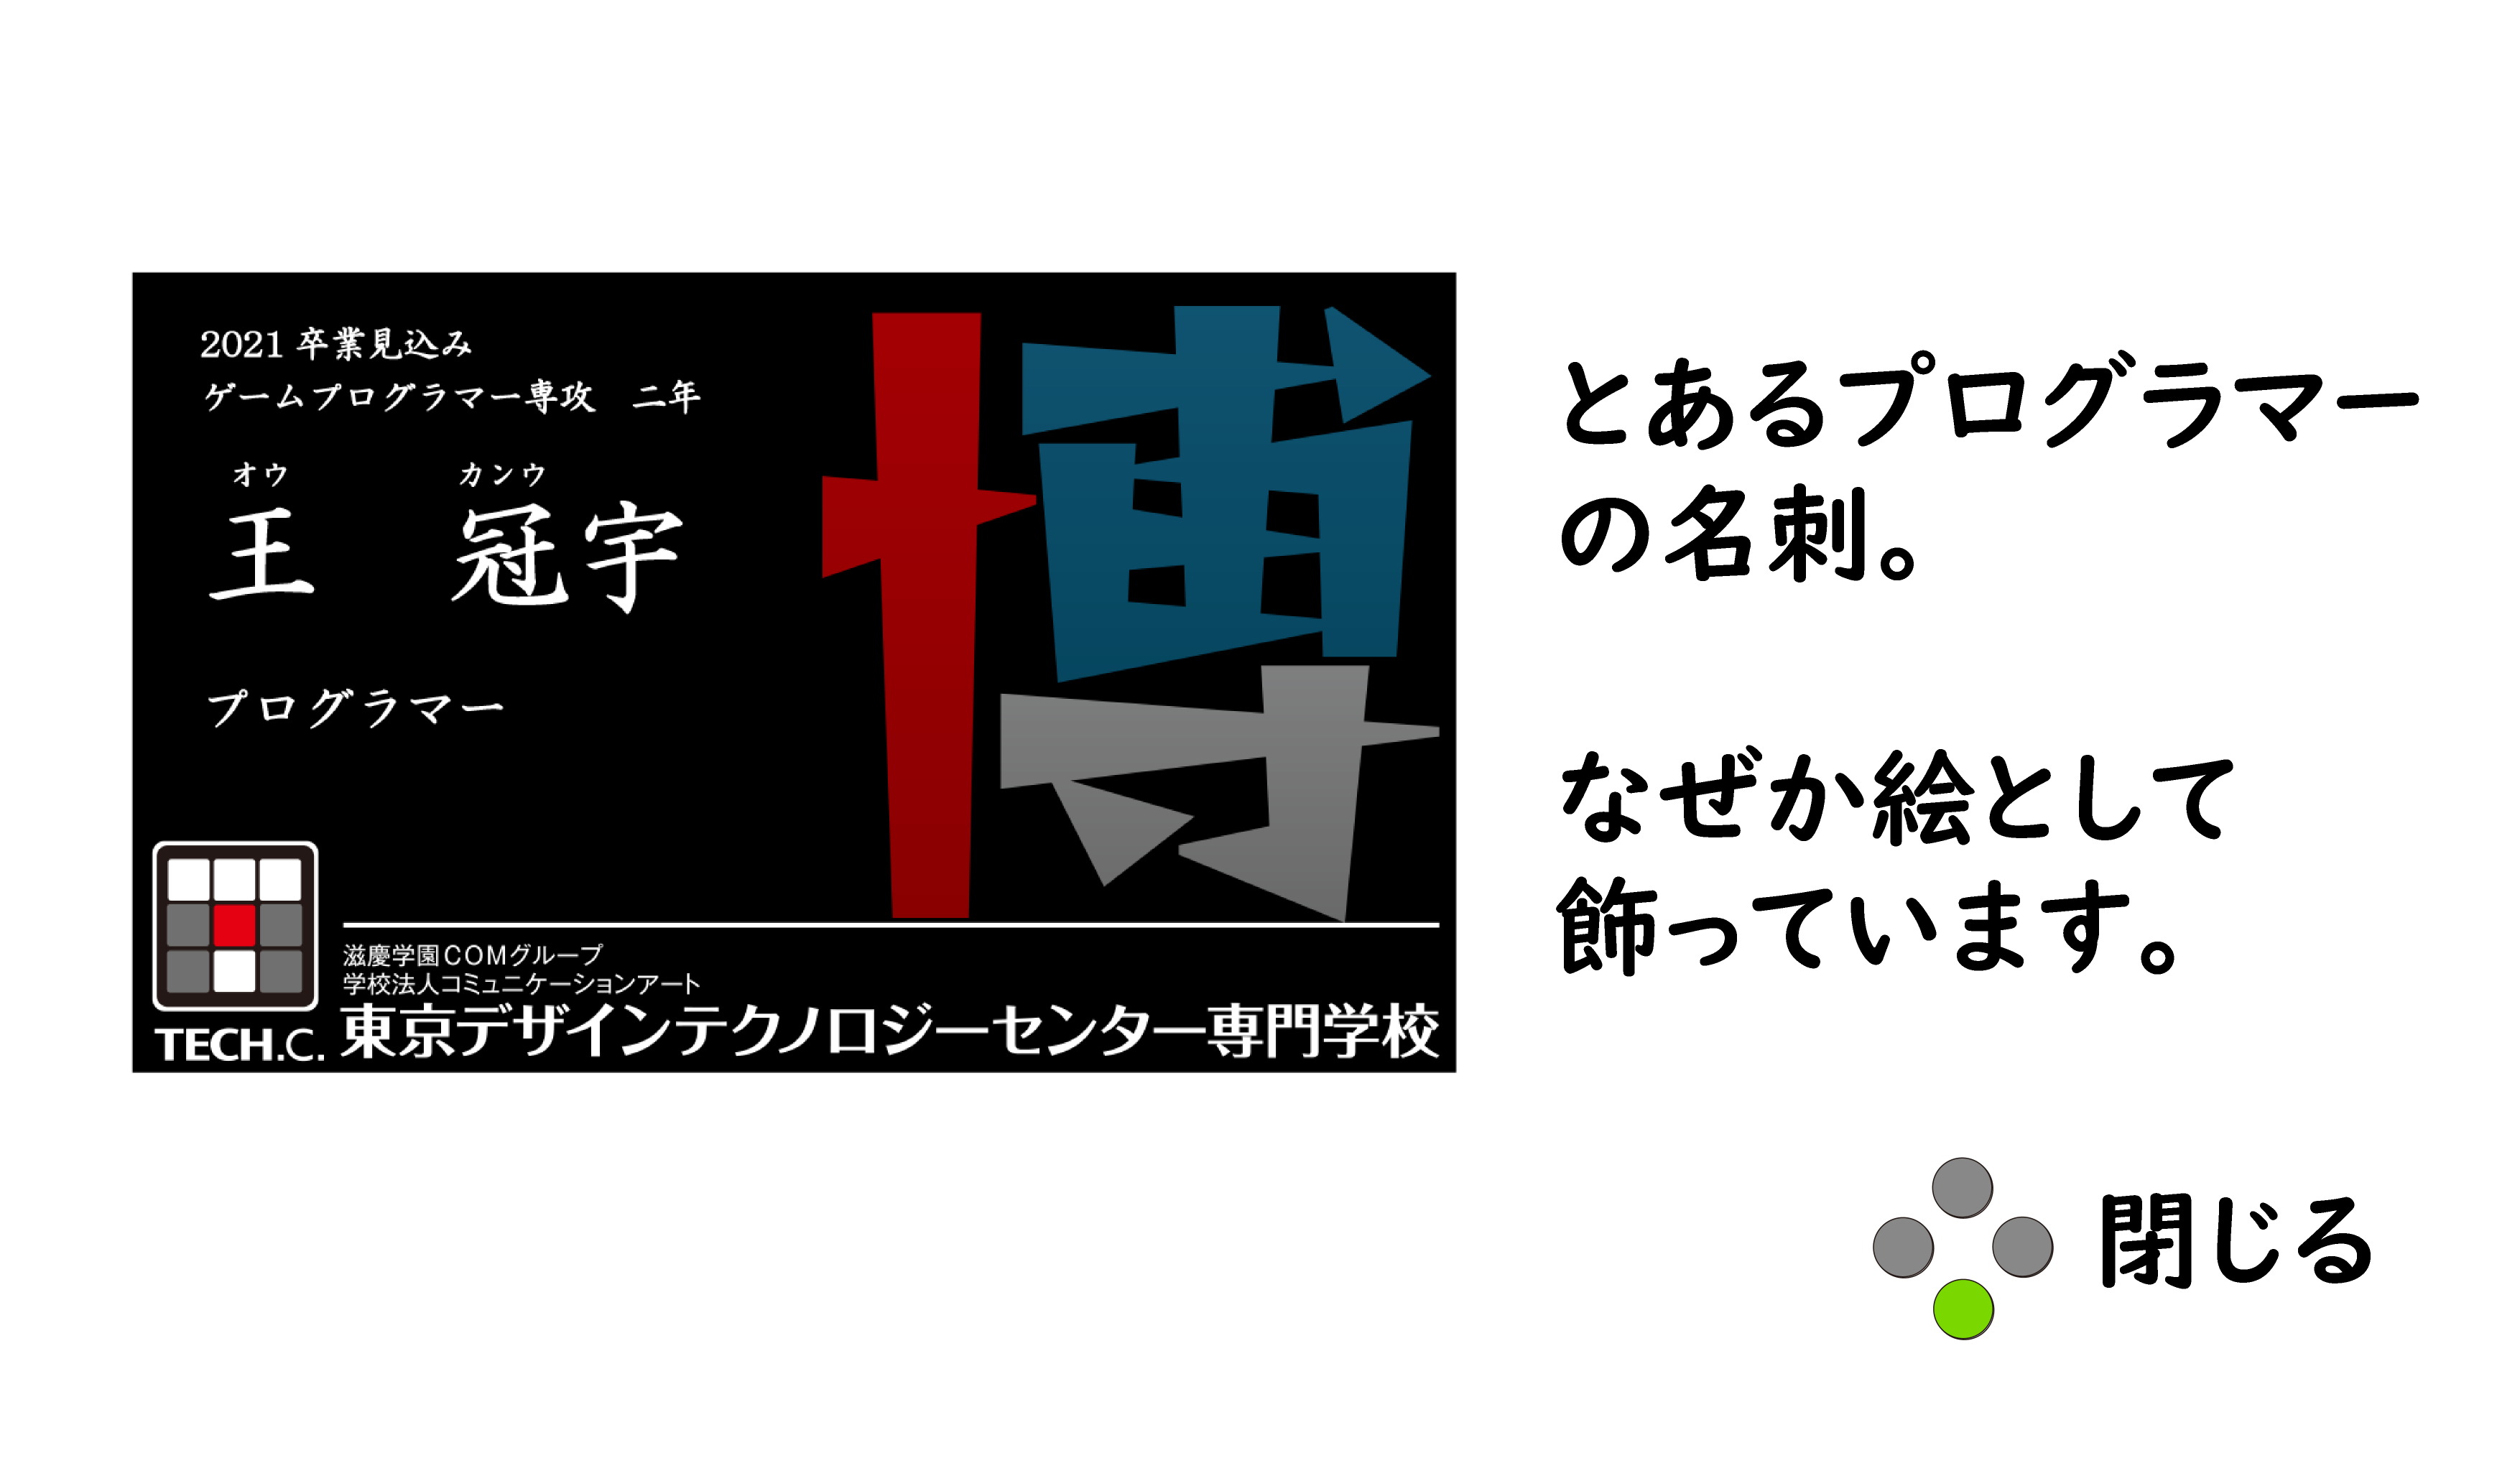 2021 卒業見込み
ゲームプログラマー専攻　二年
オウ　カンウ
王　冠宇
プログラマー
博
TECH.C.
滋慶学園COMグループ
学校法人コミュニケーションアート
東京デザインテクノロジーセンター専門学校
とあるプログラマー
の名刺。
なぜか絵として
飾っています。
閉じる